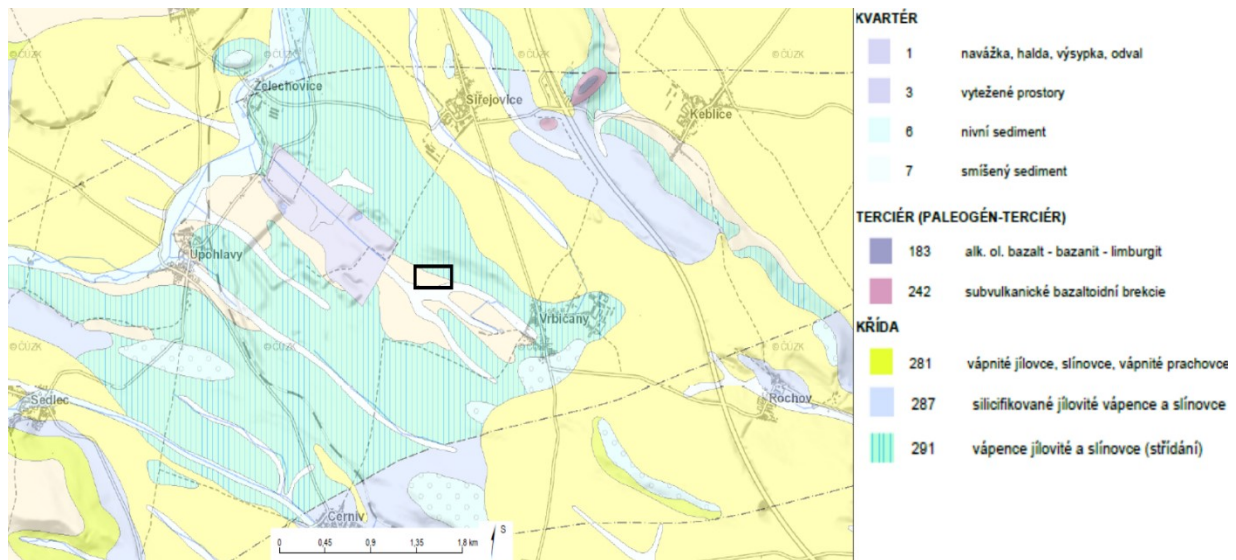 © ČÚZK
© ČÚZK
© ČÚZK
Želechovice
Siřejovice
Keblice
Úpohlavy
Vrbičany
© ČÚZK
© ČÚZK
© ČÚZK
Sedlec
Rochov
Černiv
0 0,45 0,9 1,35 1,8 km
S
KVARTÉR
1 navážka, halda, výsypka, odval
3 vytežené prostory
6 nivní sediment
7 smíšený sediment
TERCIÉR (PALEOGÉN-TERCIÉR)
183 alk. ol. bazalt - bazanit - limburgit
242 subvulkanické bazaltoidní brekcie
KŘÍDA
281 vápnité jílovce, slínovce, vápnité prachovce
287 silicifikované jílovité vápence a slínovce
291 vápence jílovité a slínovce (střídání)